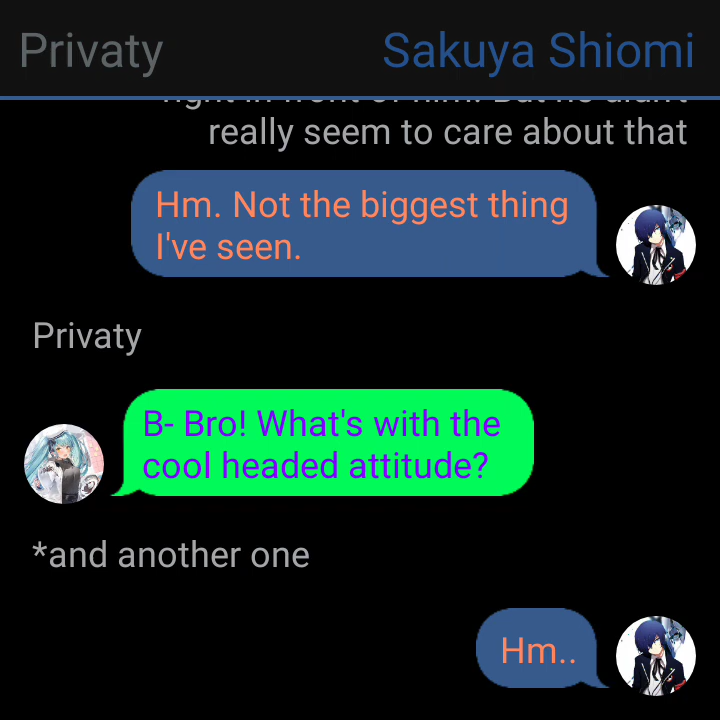 Privaty
Sakuya Shiomi
really seem to care about that
Hm. Not the biggest thing
I've seen.
Privaty
B- Bro! What's with the
cool headed attitude?
*and another one
Hm..